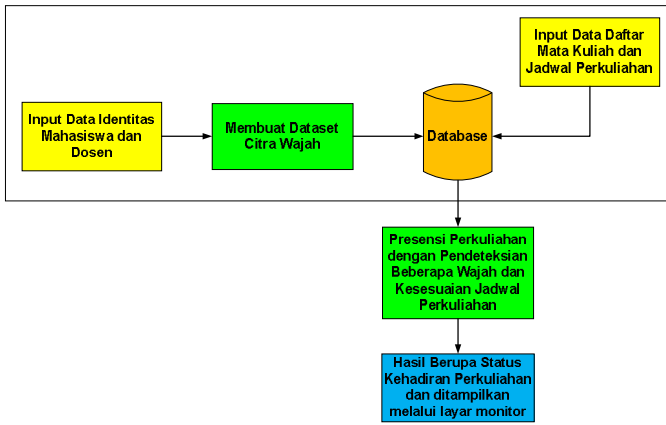 Input Data Daftar
Mata Kuliah dan
Jadwal Perkuliahan
Input Data Identitas
Mahasiswa dan
Dosen
Membuat Dataset
Citra Wajah
Database
Presensi Perkuliahan
dengan Pendeteksian
Beberapa Wajah dan
Kesesuaian Jadwal
Perkuliahan
Hasil Berupa Status
Kehadiran Perkuliahan
dan ditampilkan
melalui layar monitor